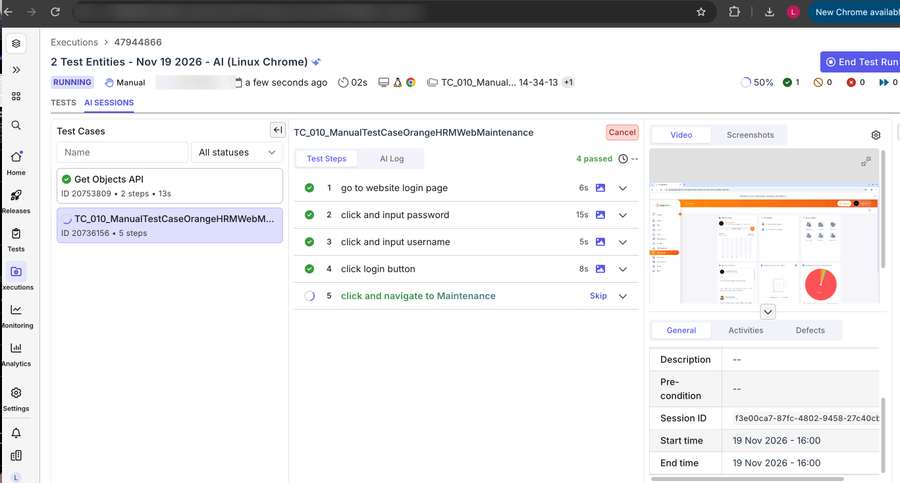 L
New Chrome availabl
Executions > 47944866
2 Test Entities - Nov 19 2026 - AI (Linux Chrome)
End Test Run
RUNNING
Manual
a few seconds ago
02s
TC_010_Manual... 14-34-13
+1
50%
1
0
0
0
TESTS
AI SESSIONS
Home
Releases
Tests
xecutions
Monitoring
Analytics
Settings
L
Test Cases
Name
All statuses
Get Objects API
ID 20753809 • 2 steps • 13s
TC_010_ManualTestCaseOrangeHRMWebM...
ID 20736156 • 5 steps
TC_010_ManualTestCaseOrangeHRMWebMaintenance
Cancel
Test Steps
AI Log
4 passed
--
1 go to website login page 6s
2 click and input password 15s
3 click and input username 5s
4 click login button 8s
5 click and navigate to Maintenance Skip
Video
Screenshots
General
Activities
Defects
Description --
Pre-
condition
--
Session ID f3e00ca7-87fc-4802-9458-27c40cb
Start time 19 Nov 2026 - 16:00
End time 19 Nov 2026 - 16:00